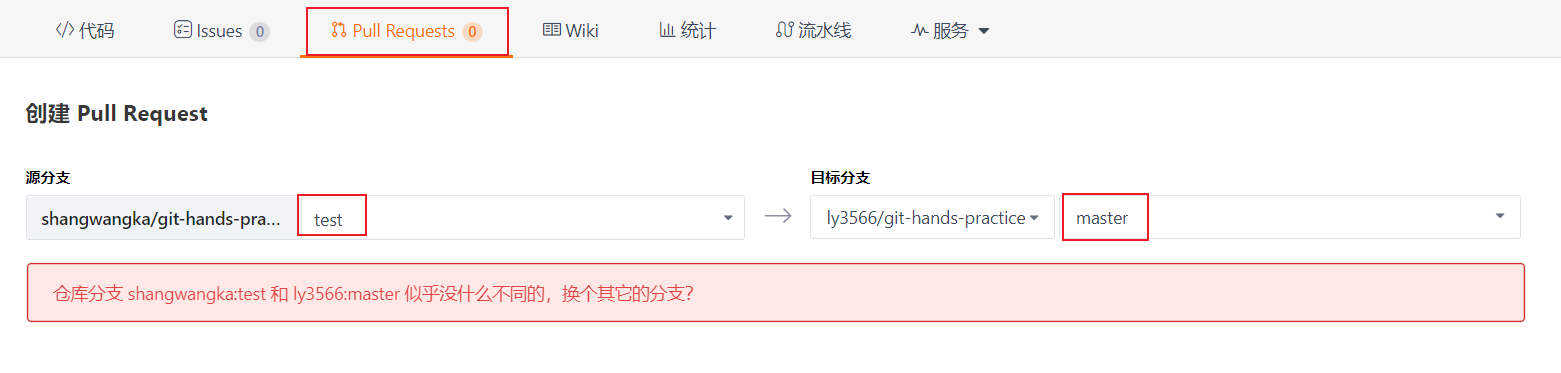 代码 Issues 0 Pull Requests 0 Wiki 统计 流水线 服务
创建 Pull Request
源分支 目标分支
shangwangka/git-hands-pra... test ly3566/git-hands-practice master
仓库分支 shangwangka:test 和 ly3566:master 似乎没什么不同的，换个其它的分支？